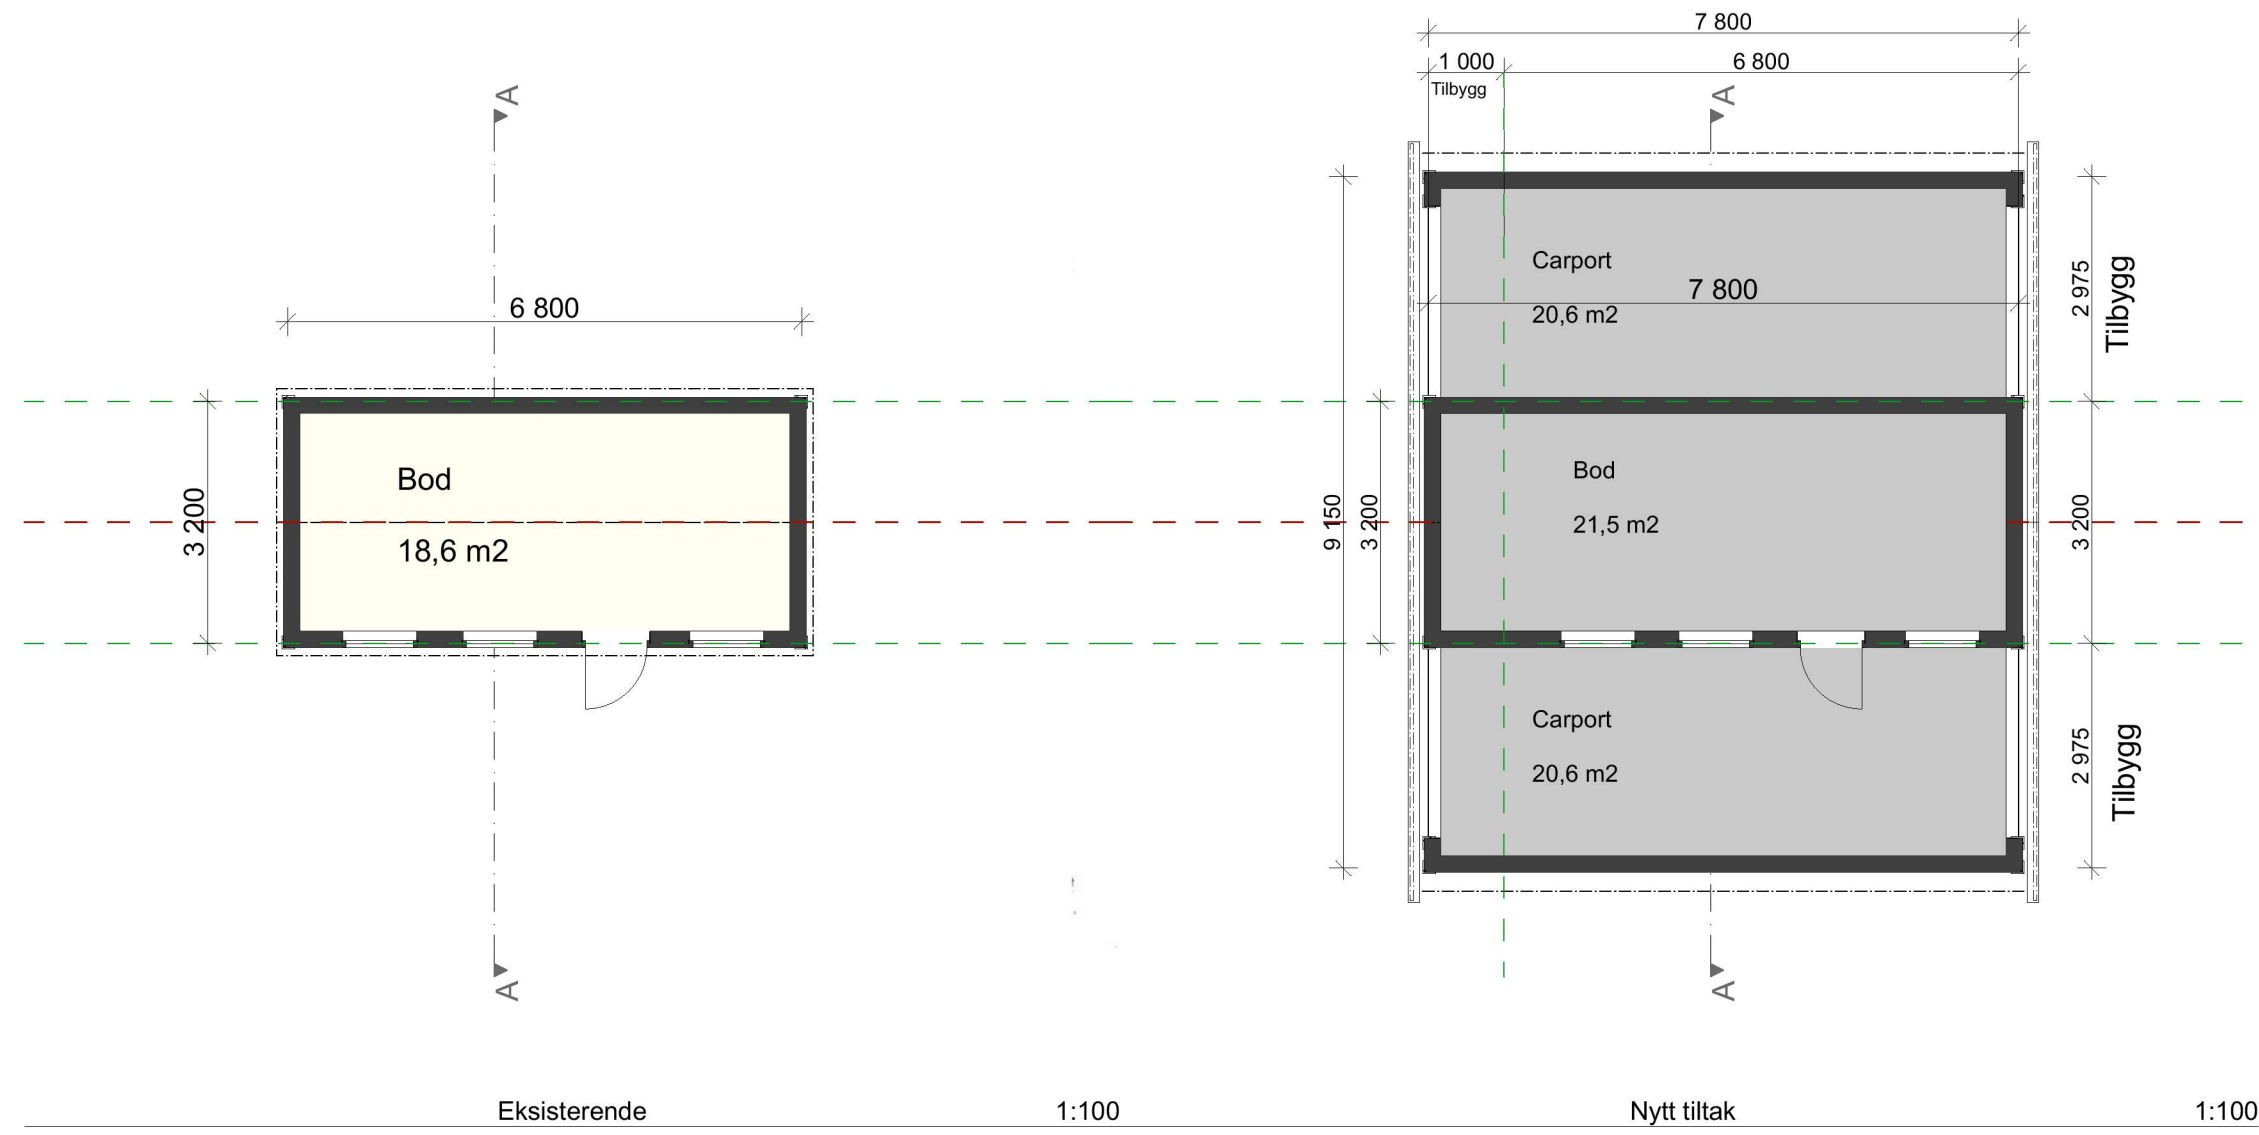 7 800
1 000
6 800
Tilbygg
A
A
6 800
Bod
18,6 m2
3 200
A
A
Carport
7 800
20,6 m2
Bod
21,5 m2
Carport
20,6 m2
9 150
3 200
2 975
Tilbygg
3 200
2 975
Tilbygg
Eksisterende
1:100
Nytt tiltak
1:100